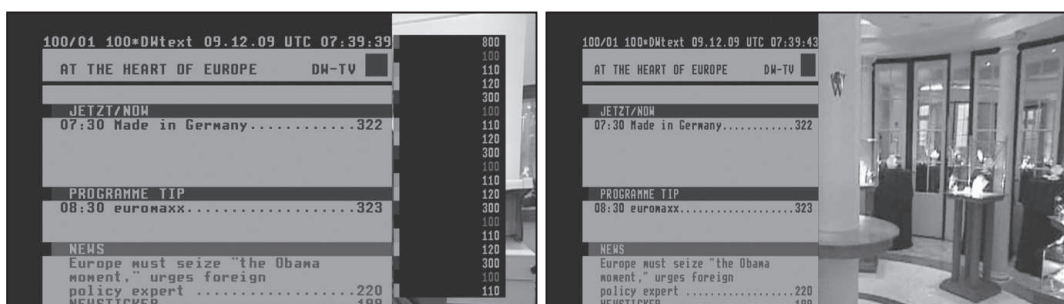 100/01 100*DWtext 09.12.09 UTC 07:39:39
AT THE HEART OF EUROPE DW-TV
JETZT/NOW
07:30 Made in Germany............322
PROGRAMME TIP
08:30 euromaxx...................323
NEWS
Europe must seize "the Obama
moment," urges foreign
policy expert ..................220
NEWSTICKER 100
800
100
110
120
300
100
110
120
300
100
110
120
300
100
110
120
300
100
110
100/01 100*DWtext 09.12.09 UTC 07:39:43
AT THE HEART OF EUROPE DW-TV
JETZT/NOW
07:30 Made in Germany............322
PROGRAMME TIP
08:30 euromaxx...................323
NEWS
Europe must seize "the Obama
moment," urges foreign
policy expert ..................220